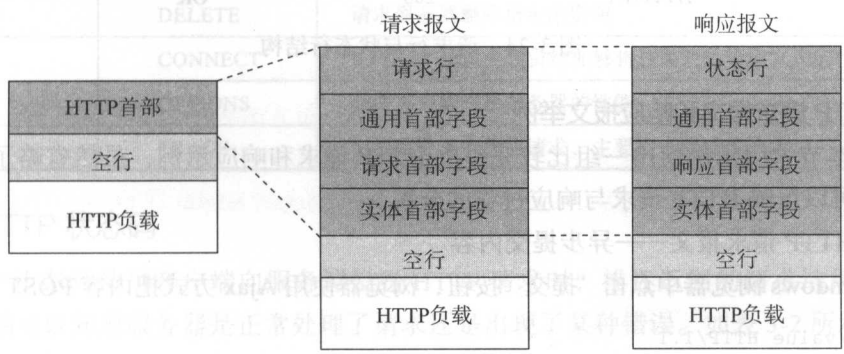 请求报文
响应报文
HTTP首部
空行
HTTP负载
请求行
通用首部字段
请求首部字段
实体首部字段
空行
HTTP负载
状态行
通用首部字段
响应首部字段
实体首部字段
空行
HTTP负载